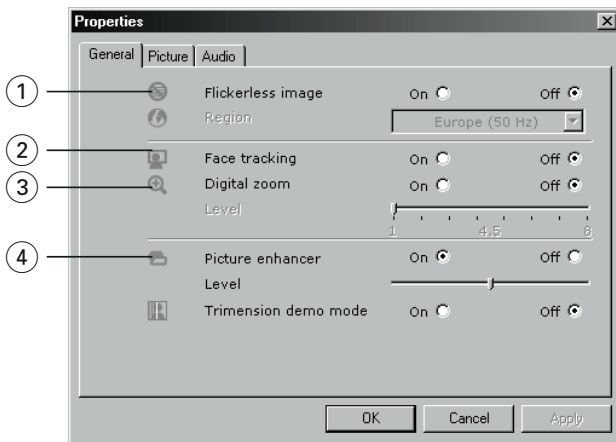 Properties
General Picture Audio
1 Flickerless image On Off
Region Europe (50 Hz)
2 Face tracking On Off
3 Digital zoom On Off
Level
1 4.5 8
4 Picture enhancer On Off
Level
Trimension demo mode On Off
OK Cancel Apply